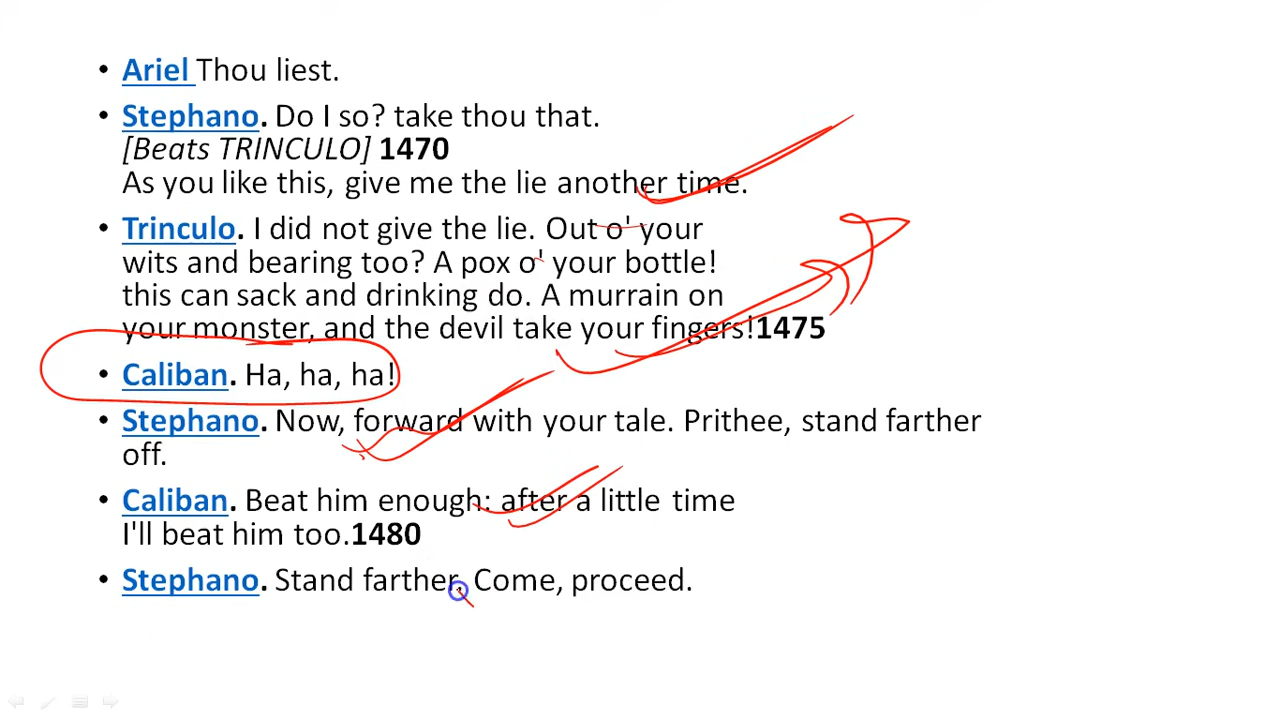 • Ariel Thou liest.
• Stephano. Do I so? take thou that.
[Beats TRINCULO] 1470
As you like this, give me the lie another time.
• Trinculo. I did not give the lie. Out o' your
wits and bearing too? A pox o' your bottle!
this can sack and drinking do. A murrain on
your monster, and the devil take your fingers!1475
• Caliban. Ha, ha, ha!
• Stephano. Now, forward with your tale. Prithee, stand farther
off.
• Caliban. Beat him enough: after a little time
I'll beat him too.1480
• Stephano. Stand farther. Come, proceed.